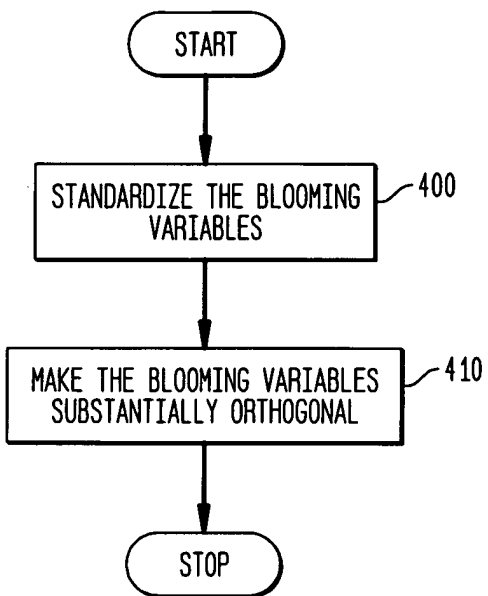 START
STANDARDIZE THE BLOOMING
VARIABLES
400
MAKE THE BLOOMING VARIABLES
SUBSTANTIALLY ORTHOGONAL
410
STOP